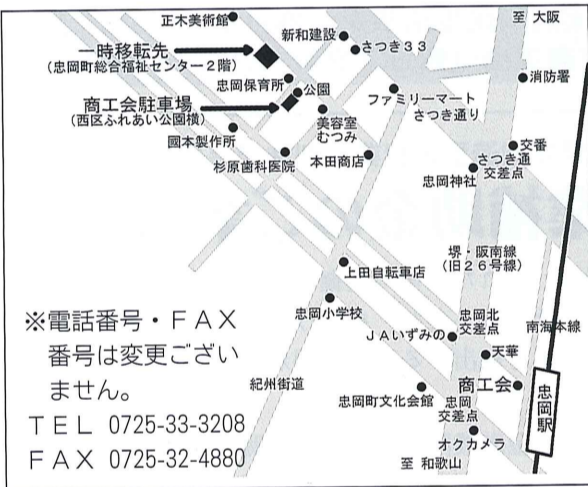 正木美術館
至 大阪
新和建設
一時移転先
（忠岡町総合福祉センター２階）
さつき３３
忠岡保育所
公園
消防署
商工会駐車場
（西区ふれあい公園横）
ファミリーマート
さつき通り
美容室
むつみ
國本製作所
交番
杉原歯科医院
本田商店
さつき通
交差点
忠岡神社
堺・阪南線
（旧２６号線）
上田自転車店
忠岡小学校
忠岡北
交差点
南海本線
ＪＡいずみの
天華
※電話番号・ＦＡＸ
番号は変更ござい
ません。
紀州街道
商工会
忠岡駅
忠岡町文化会館
忠岡
交差点
ＴＥＬ 0725-33-3208
オクカメラ
ＦＡＸ 0725-32-4880
至 和歌山